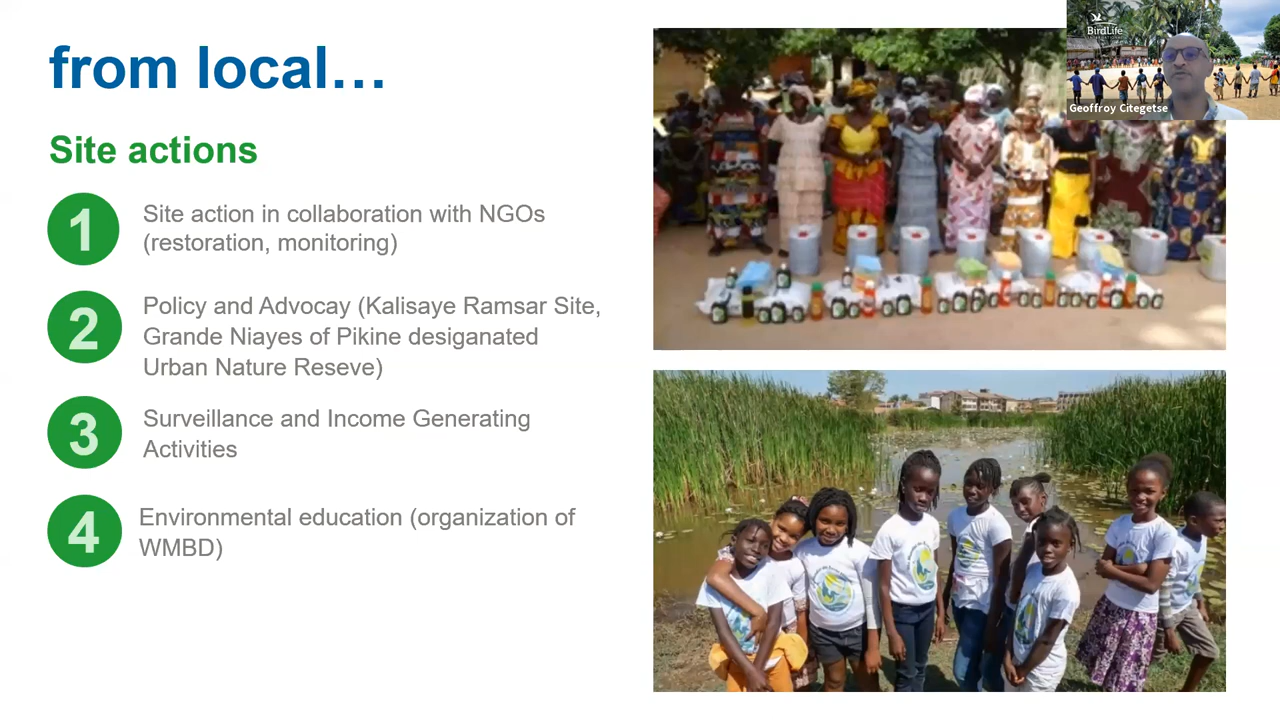 from local…
Site actions
1
Site action in collaboration with NGOs
(restoration, monitoring)
2
Policy and Advocay (Kalisaye Ramsar Site,
Grande Niayes of Pikine desiganated
Urban Nature Reseve)
3
Surveillance and Income Generating
Activities
4
Environmental education (organization of
WMBD)
BirdLife
INTERNATIONAL
Geoffroy Citegetse